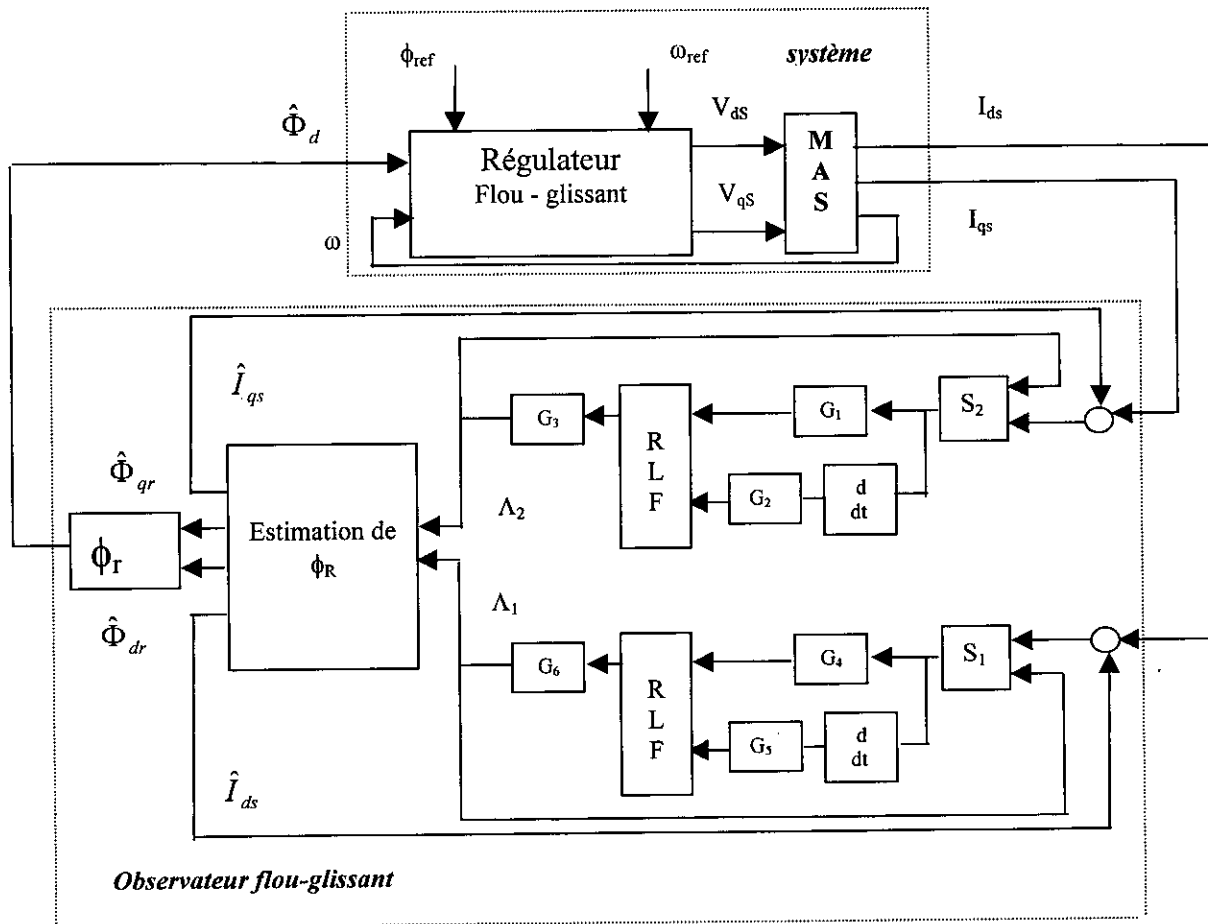 système
ϕref
ωref
Φ̂d
VdS
Ids
Régulateur
Flou - glissant
M
A
S
VqS
Iqs
ω
Îqs
S2
G3
G1
R
L
F
Φ̂qr
G2
d
dt
Λ2
Estimation de
ϕR
ϕr
Λ1
Φ̂dr
G6
G4
S1
R
L
F
G5
d
dt
Îds
Observateur flou-glissant